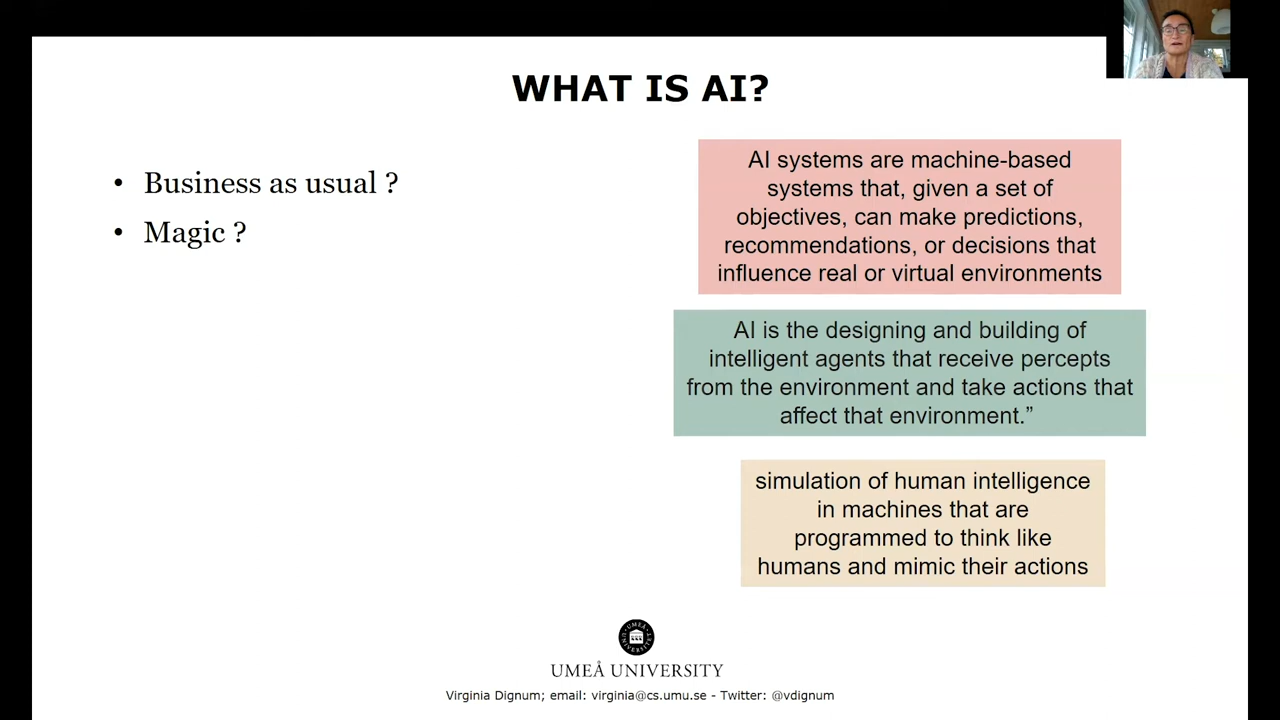 WHAT IS AI?
• Business as usual ?
• Magic ?
AI systems are machine-based
systems that, given a set of
objectives, can make predictions,
recommendations, or decisions that
influence real or virtual environments
AI is the designing and building of
intelligent agents that receive percepts
from the environment and take actions that
affect that environment.”
simulation of human intelligence
in machines that are
programmed to think like
humans and mimic their actions
UMEÅ UNIVERSITY
Virginia Dignum; email: virginia@cs.umu.se - Twitter: @vdignum